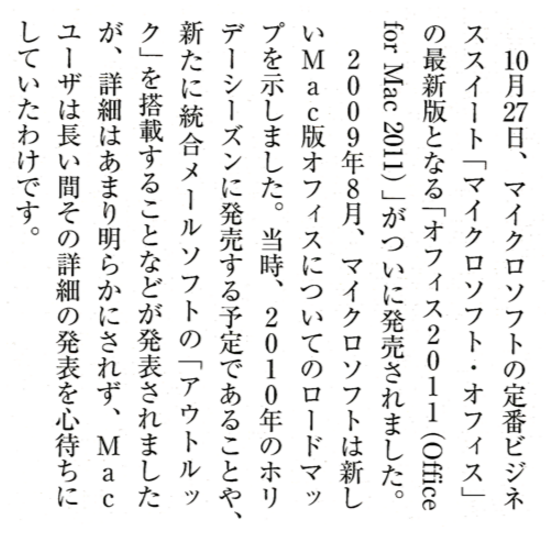 10月27日、マイクロソフトの定番ビジネ
ススイート「マイクロソフト・オフィス」
の最新版となる「オフィス2011(Office
for Mac 2011)」がついに発売されました。
　2009年8月、マイクロソフトは新し
いMac版オフィスについてのロードマッ
プを示しました。当時、2010年のホリ
デーシーズンに発売する予定であることや、
新たに統合メールソフトの「アウトルッ
ク」を搭載することなどが発表されました
が、詳細はあまり明らかにされず、Mac
ユーザは長い間その詳細の発表を心待ちに
していたわけです。